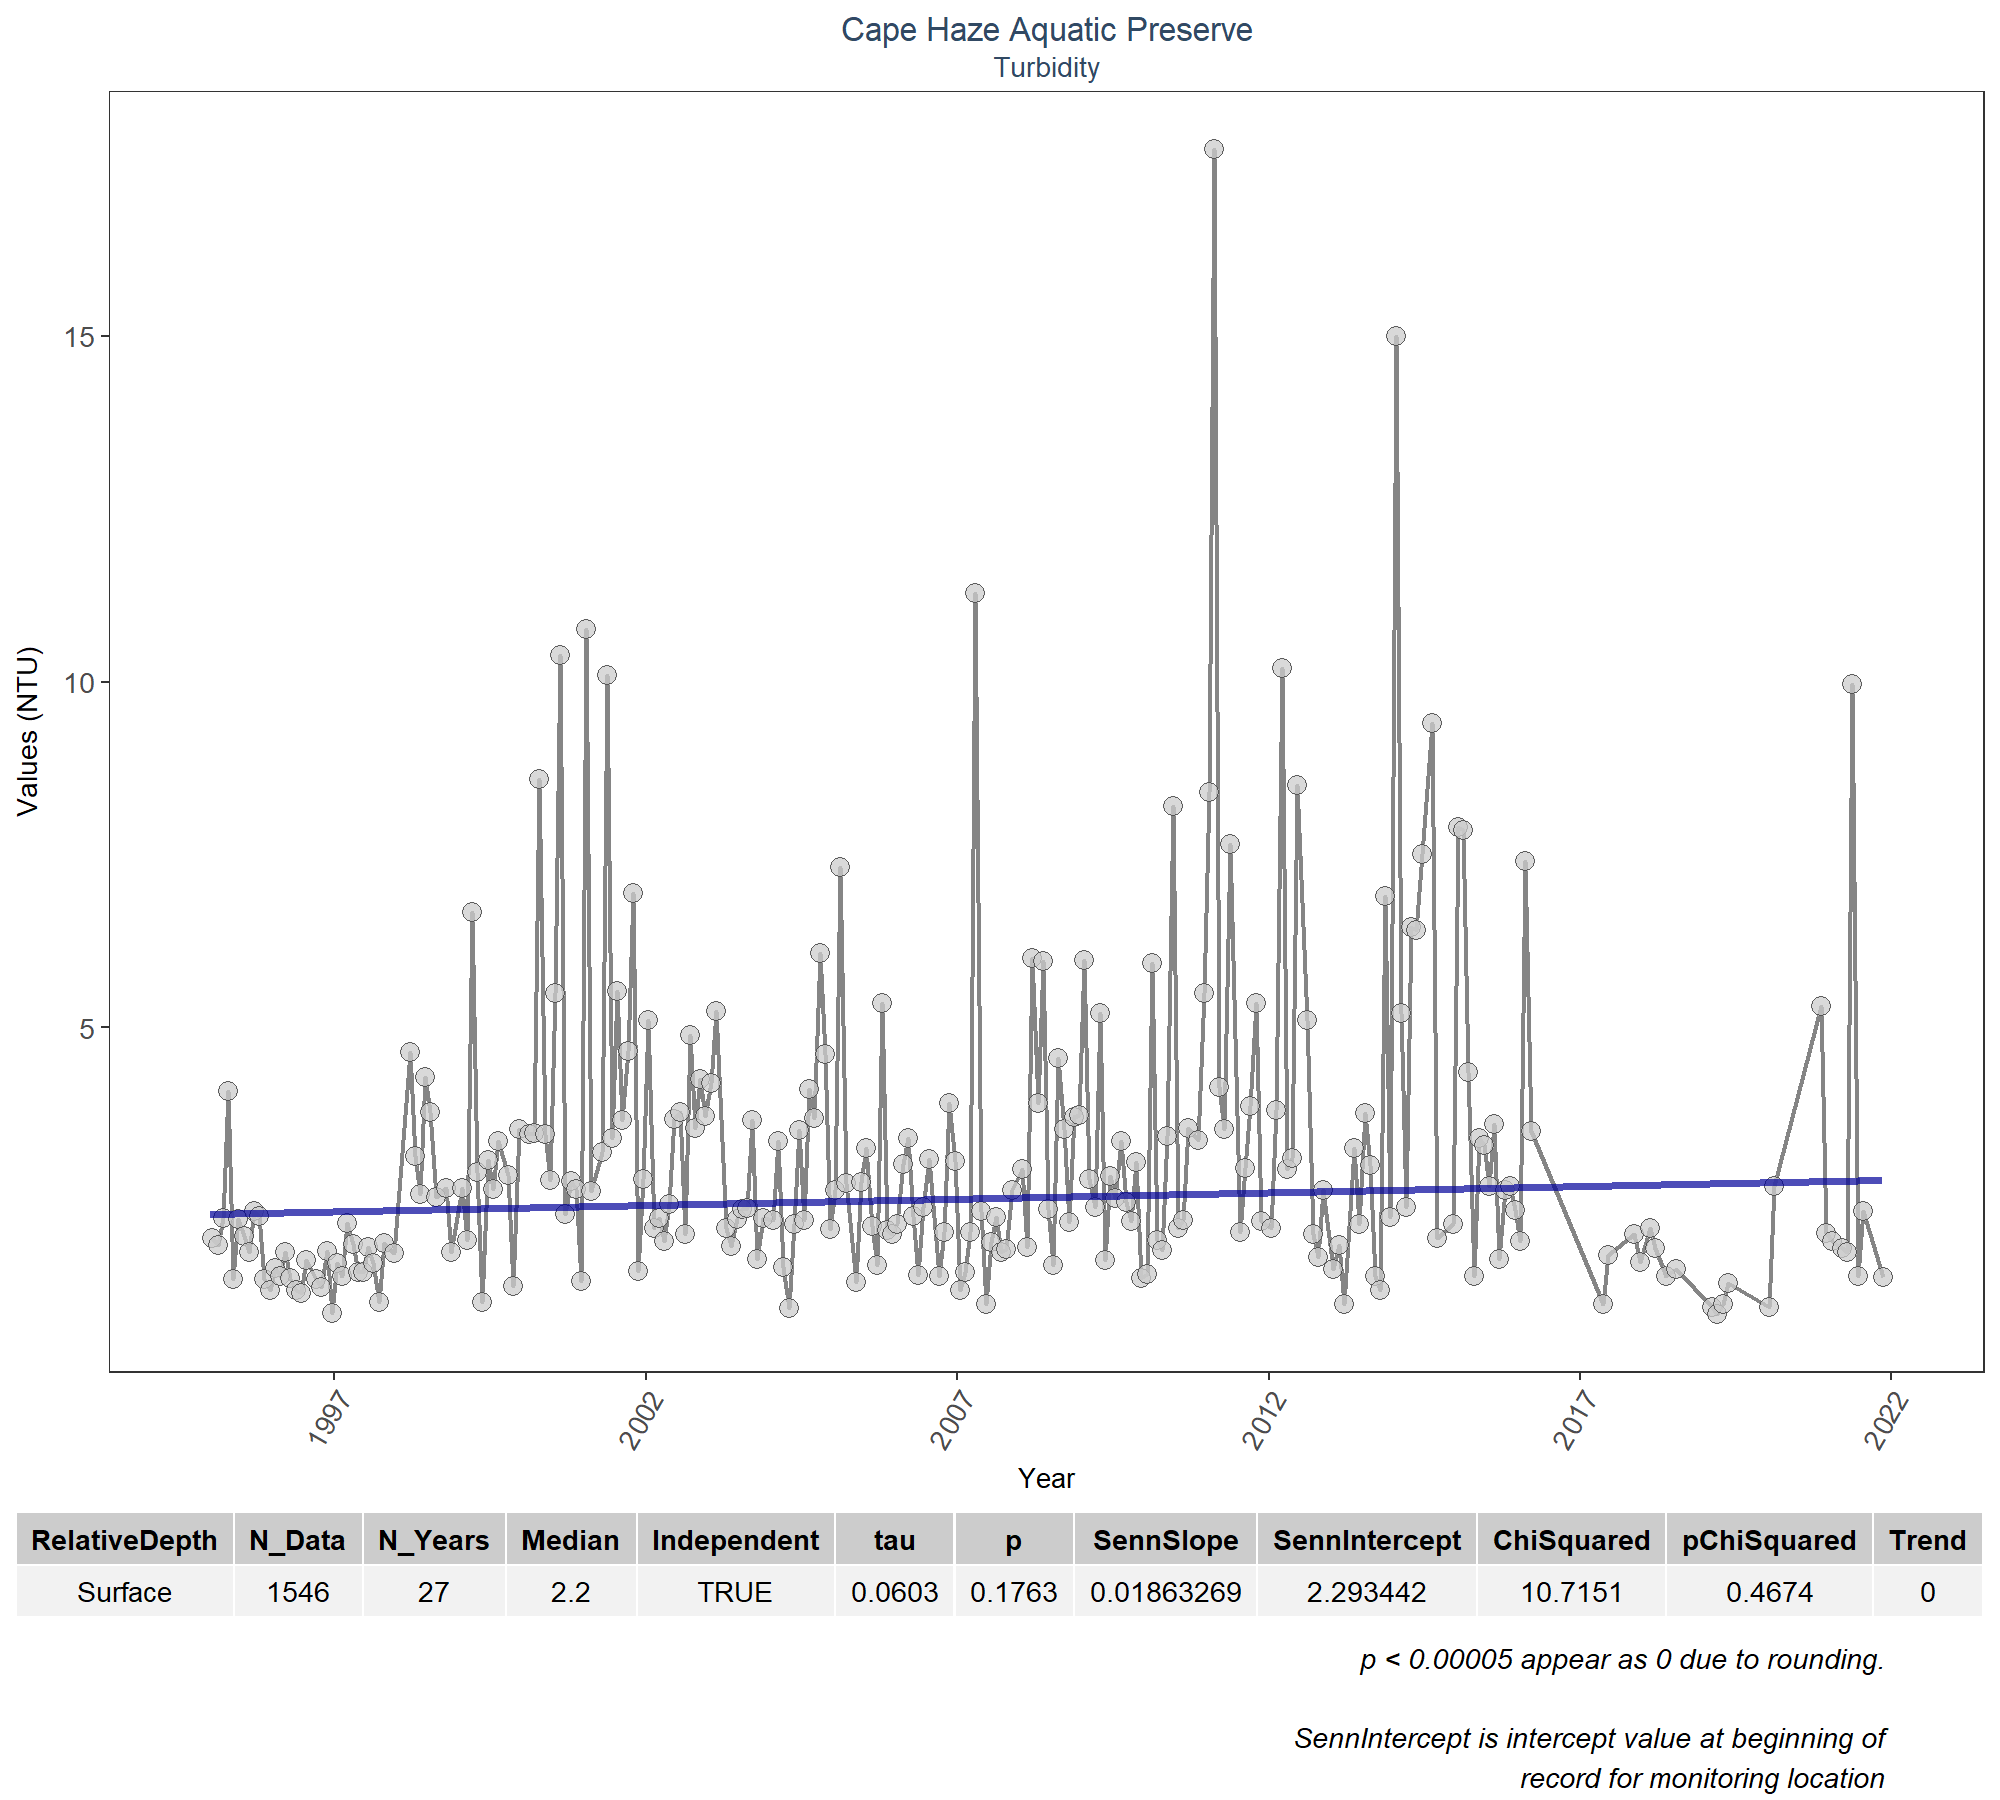 Cape Haze Aquatic Preserve
Turbidity
Values (NTU)
15
10
5
1997 2002 2007 2012 2017 2022
Year
RelativeDepth N_Data N_Years Median Independent tau p SennSlope SennIntercept ChiSquared pChiSquared Trend
Surface 1546 27 2.2 TRUE 0.0603 0.1763 0.01863269 2.293442 10.7151 0.4674 0
p < 0.00005 appear as 0 due to rounding.
SennIntercept is intercept value at beginning of
record for monitoring location